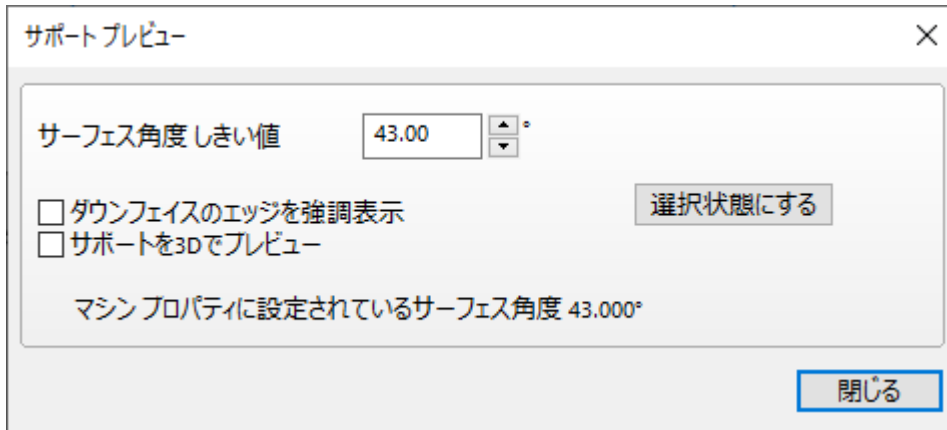 サポート プレビュー
サーフェス角度 しきい値 43.00 °
ダウンフェイスのエッジを強調表示
選択状態にする
サポートを3Dでプレビュー
マシン プロパティに設定されているサーフェス角度 43.000°
閉じる